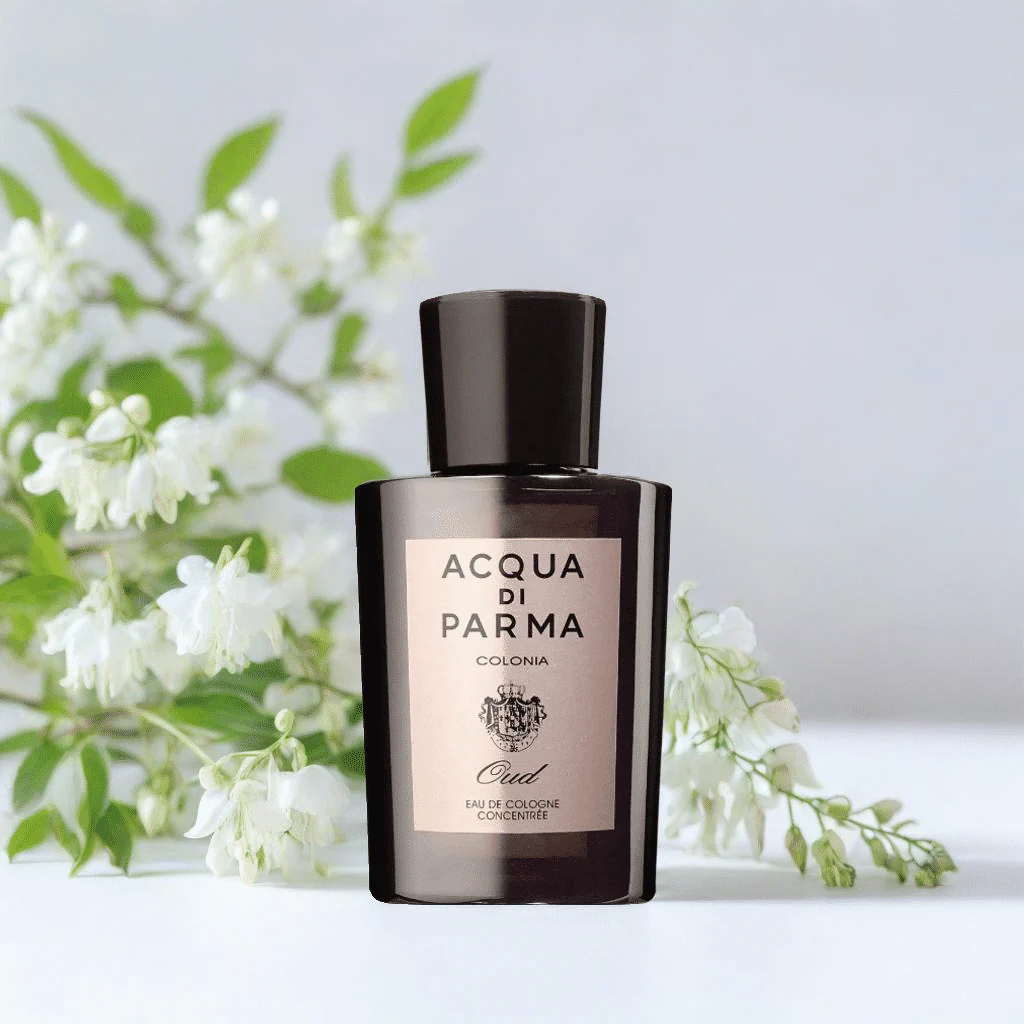 ACQUA
DI
PARMA
COLONIA
Oud
EAU DE COLOGNE
CONCENTRÉE